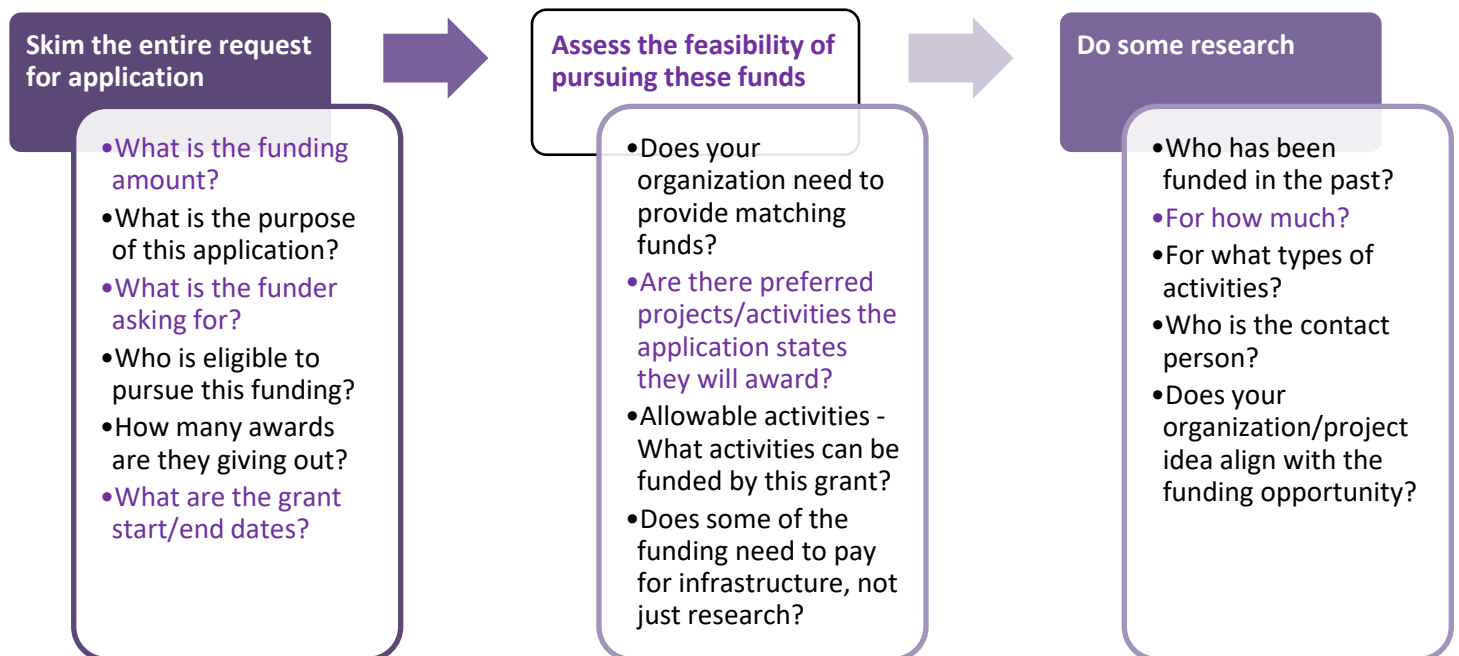 Skim the entire request
for application
•What is the funding
amount?
•What is the purpose
of this application?
•What is the funder
asking for?
•Who is eligible to
pursue this funding?
•How many awards
are they giving out?
•What are the grant
start/end dates?
Assess the feasibility of
pursuing these funds
•Does your
organization need to
provide matching
funds?
•Are there preferred
projects/activities the
application states
they will award?
•Allowable activities -
What activities can be
funded by this grant?
•Does some of the
funding need to pay
for infrastructure, not
just research?
Do some research
•Who has been
funded in the past?
•For how much?
•For what types of
activities?
•Who is the contact
person?
•Does your
organization/project
idea align with the
funding opportunity?